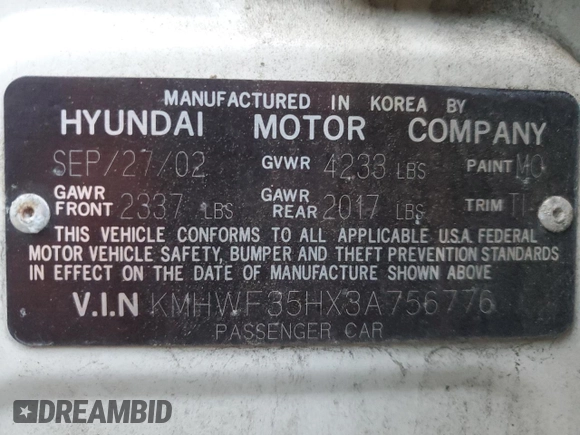 MANUFACTURED IN KOREA BY
HYUNDAI MOTOR COMPANY
SEP/27/02 GVWR 4233 LBS PAINT MO
GAWR FRONT 2337 LBS GAWR REAR 2017 LBS TRIM TI
THIS VEHICLE CONFORMS TO ALL APPLICABLE U.S.A. FEDERAL
MOTOR VEHICLE SAFETY, BUMPER AND THEFT PREVENTION STANDARDS
IN EFFECT ON THE DATE OF MANUFACTURE SHOWN ABOVE
V.I.N KMHWF35HX3A756776
PASSENGER CAR
DREAMBID